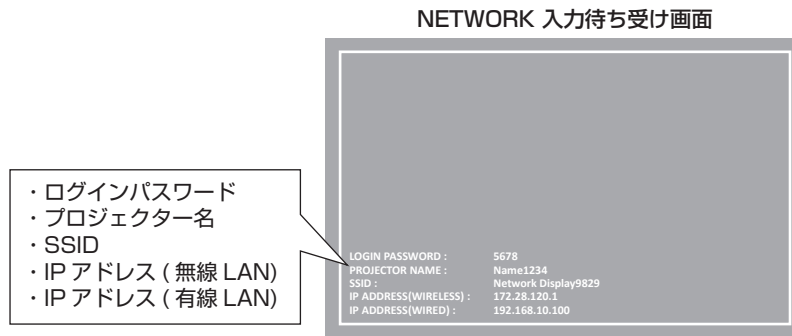 NETWORK 入力待ち受け画面
・ログインパスワード
・プロジェクター名
・SSID
・IP アドレス ( 無線 LAN)
・IP アドレス ( 有線 LAN)
LOGIN PASSWORD : 5678
PROJECTOR NAME : Name1234
SSID : Network Display9829
IP ADDRESS(WIRELESS) : 172.28.120.1
IP ADDRESS(WIRED) : 192.168.10.100